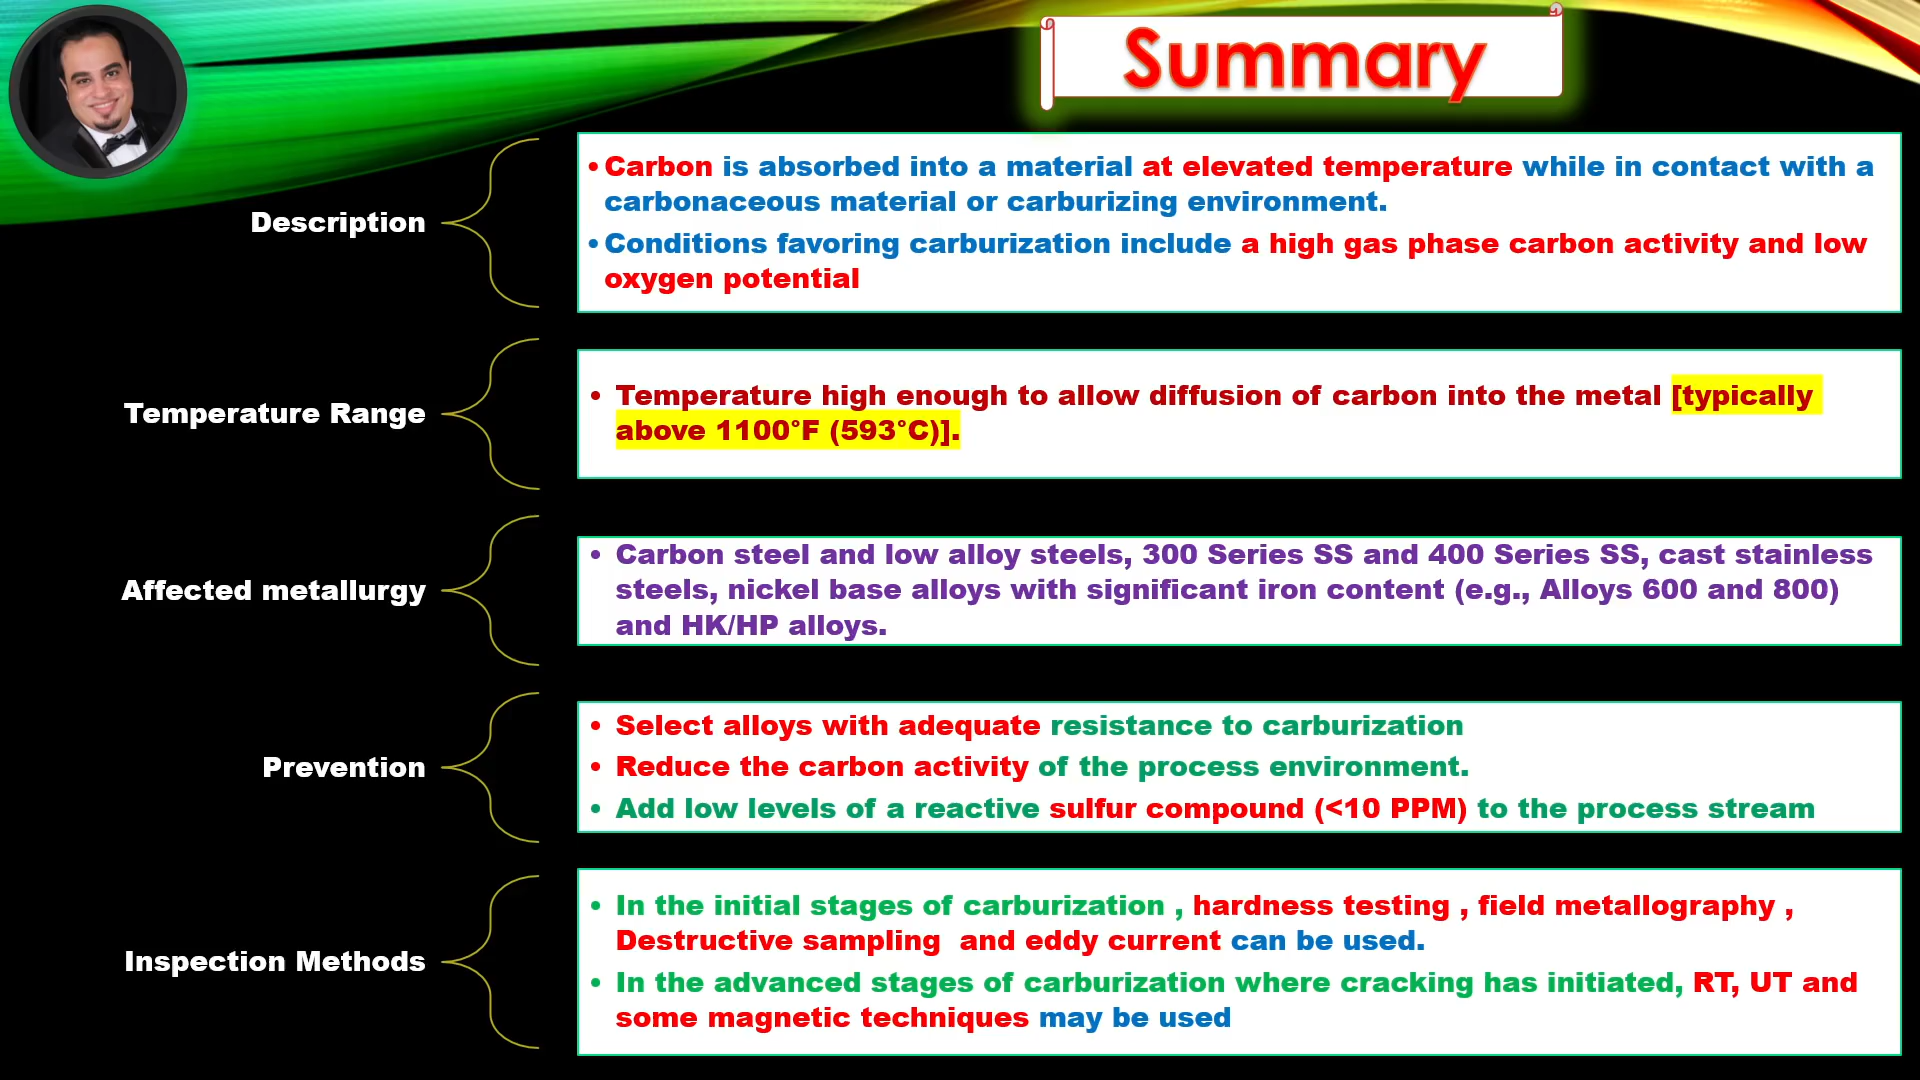 Summary
Description
• Carbon is absorbed into a material at elevated temperature while in contact with a
carbonaceous material or carburizing environment.
• Conditions favoring carburization include a high gas phase carbon activity and low
oxygen potential
Temperature Range
• Temperature high enough to allow diffusion of carbon into the metal [typically
above 1100°F (593°C)].
Affected metallurgy
• Carbon steel and low alloy steels, 300 Series SS and 400 Series SS, cast stainless
steels, nickel base alloys with significant iron content (e.g., Alloys 600 and 800)
and HK/HP alloys.
Prevention
• Select alloys with adequate resistance to carburization
• Reduce the carbon activity of the process environment.
• Add low levels of a reactive sulfur compound (<10 PPM) to the process stream
Inspection Methods
• In the initial stages of carburization , hardness testing , field metallography ,
Destructive sampling  and eddy current can be used.
• In the advanced stages of carburization where cracking has initiated, RT, UT and
some magnetic techniques may be used